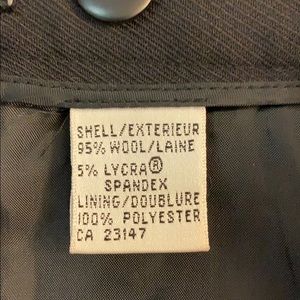 SHELL/EXTERIEUR
95% WOOL/LAINE
5% LYCRA®
SPANDEX
LINING/DOUBLURE
100% POLYESTER
CA 23147